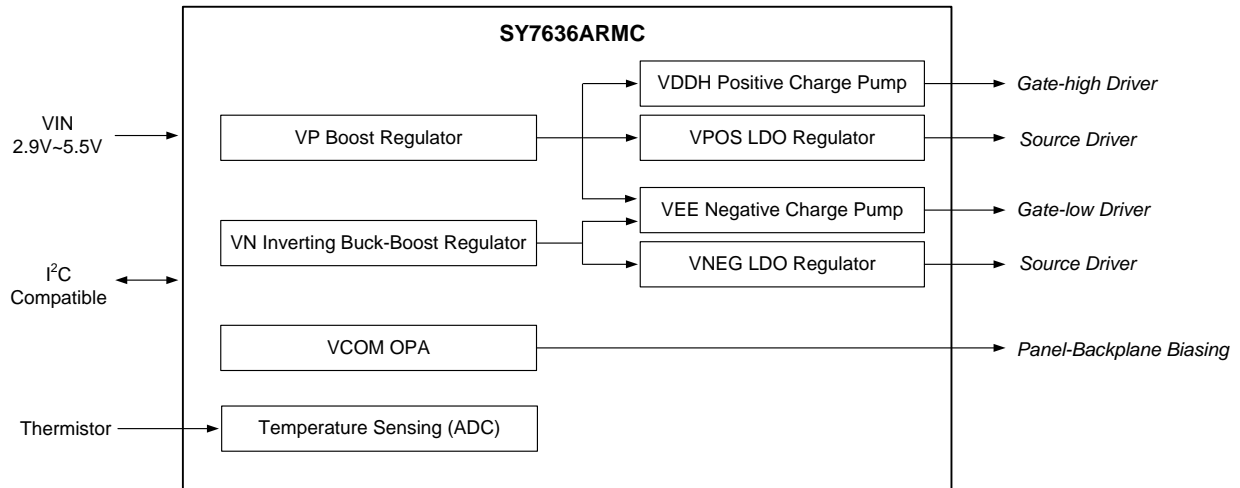 SY7636ARMC
VDDH Positive Charge Pump
Gate-high Driver
VIN
2.9V~5.5V
VP Boost Regulator
VPOS LDO Regulator
Source Driver
VEE Negative Charge Pump
Gate-low Driver
VN Inverting Buck-Boost Regulator
VNEG LDO Regulator
Source Driver
I²C
Compatible
VCOM OPA
Panel-Backplane Biasing
Thermistor
Temperature Sensing (ADC)